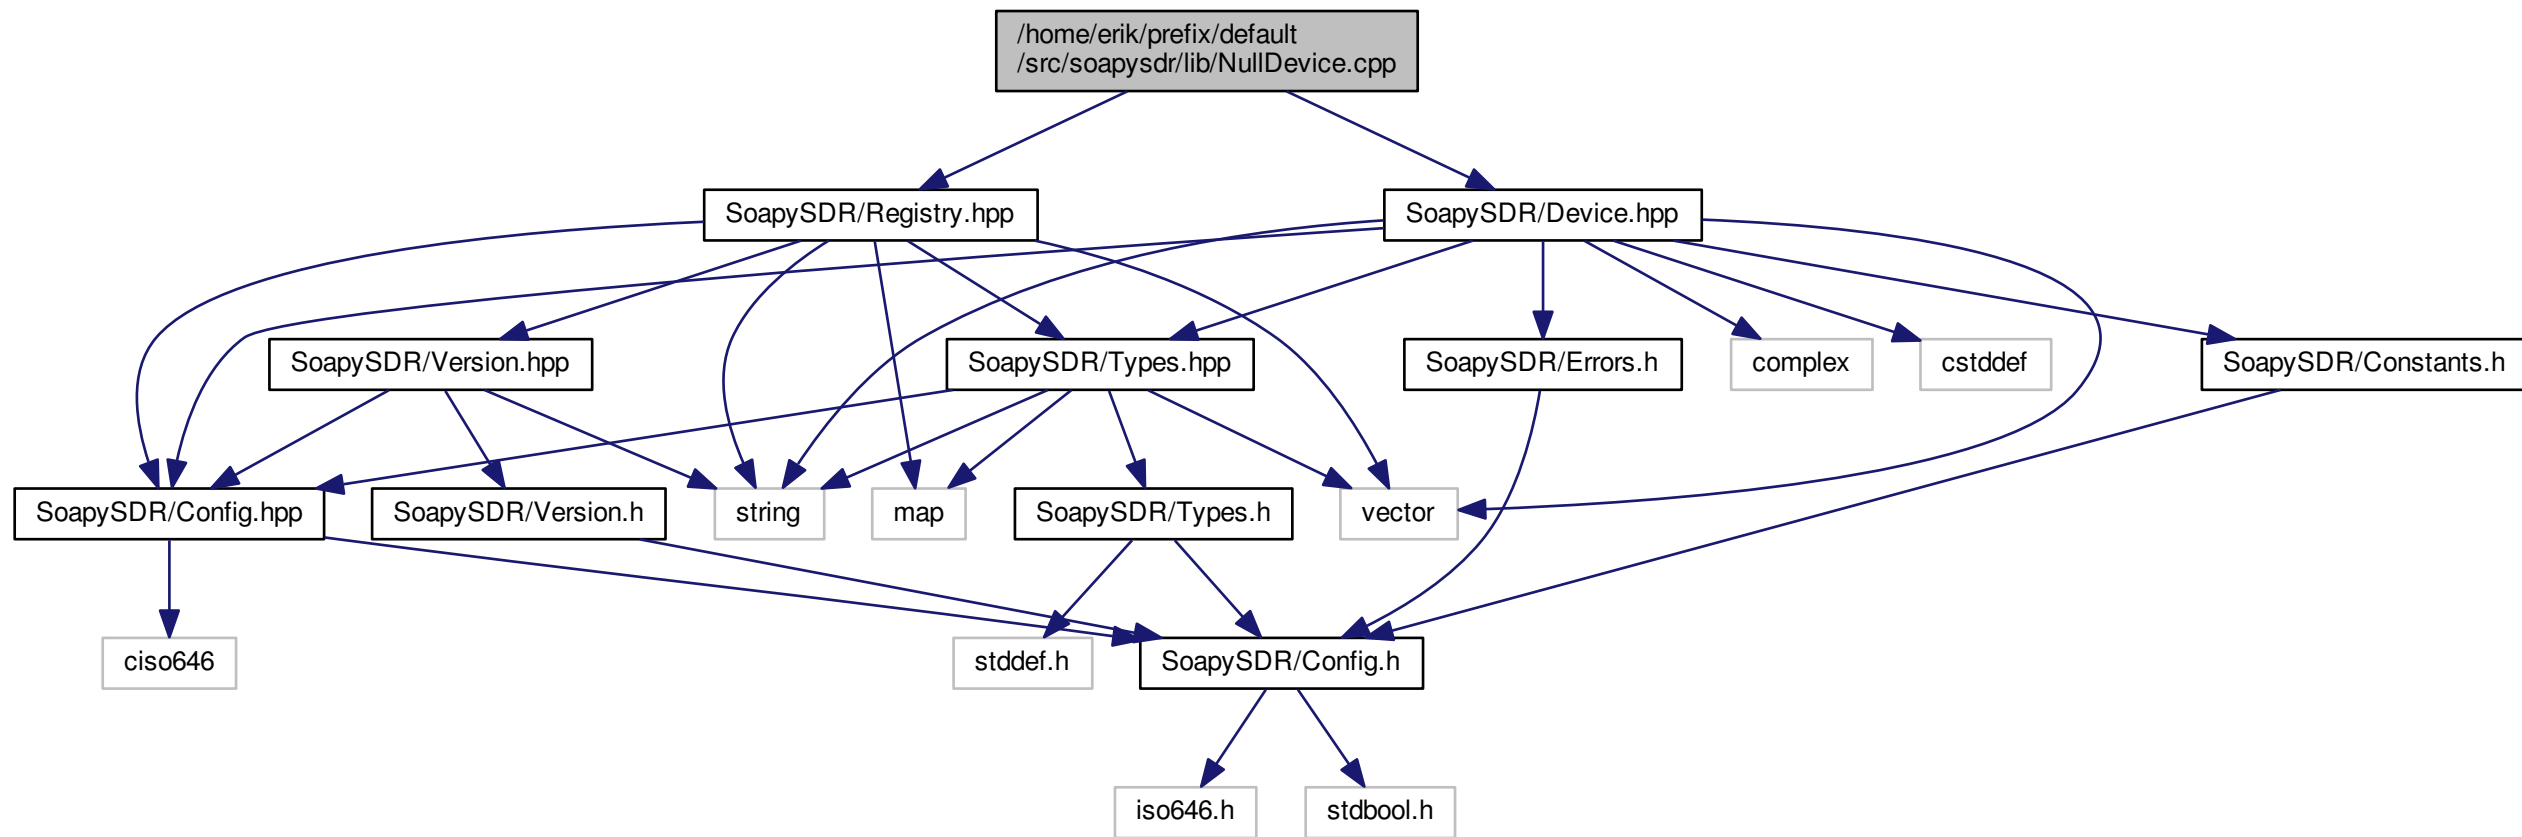 /home/erik/prefix/default
/src/soapysdr/lib/NullDevice.cpp
SoapySDR/Registry.hpp
SoapySDR/Device.hpp
SoapySDR/Version.hpp
SoapySDR/Types.hpp
SoapySDR/Errors.h
complex
cstddef
SoapySDR/Constants.h
SoapySDR/Config.hpp
SoapySDR/Version.h
string
map
SoapySDR/Types.h
vector
ciso646
stddef.h
SoapySDR/Config.h
iso646.h
stdbool.h